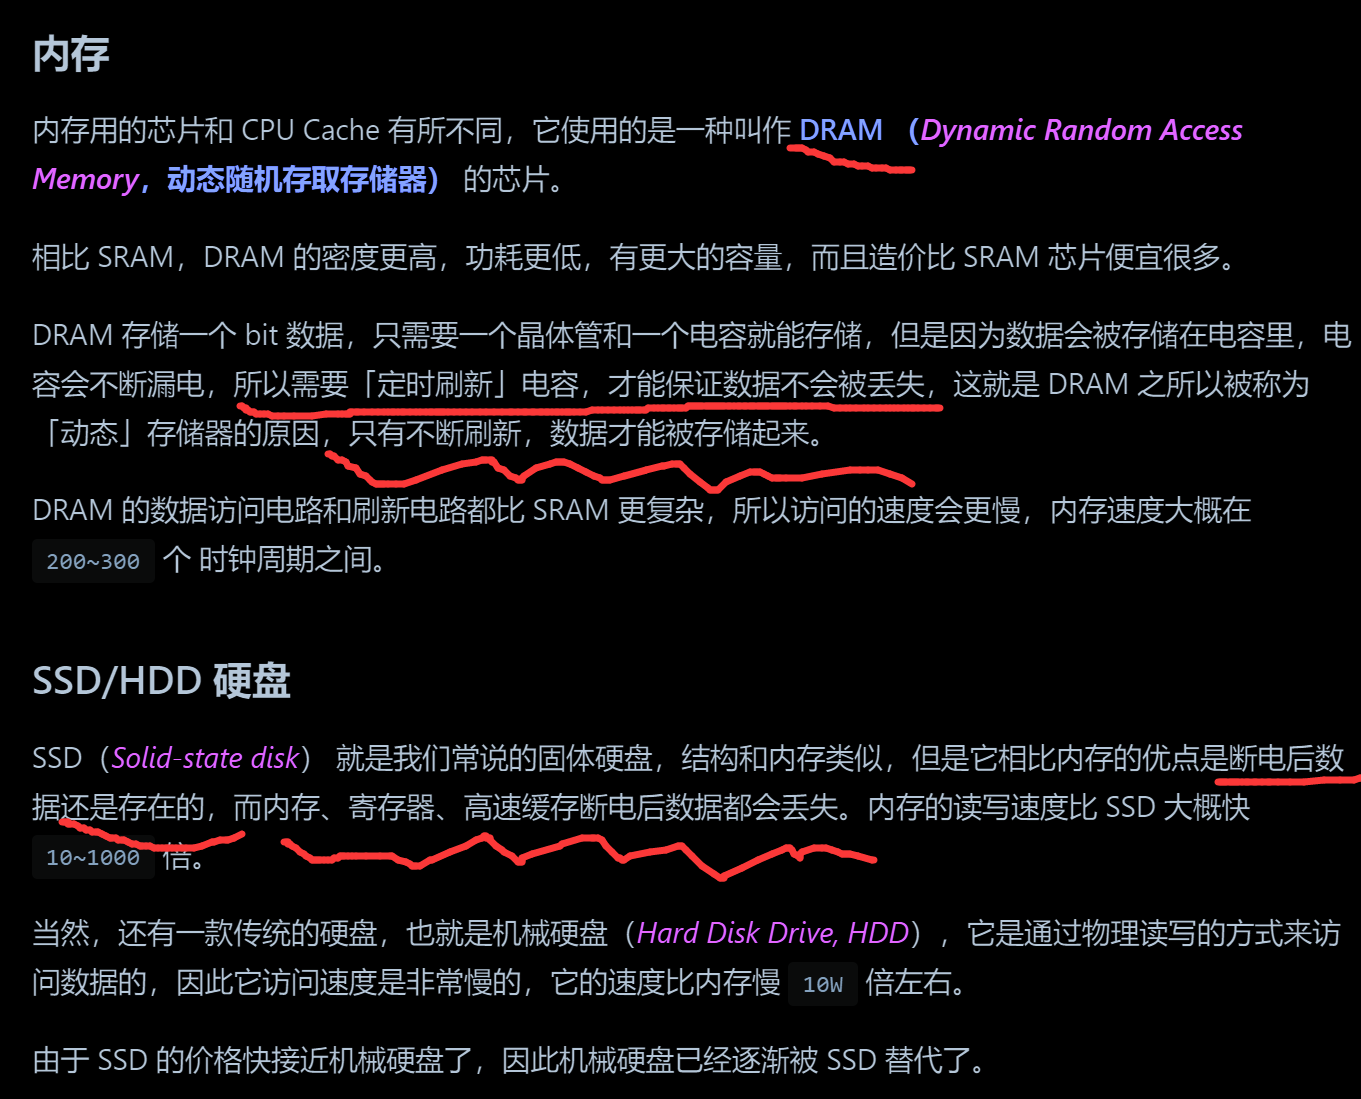 内存
内存用的芯片和 CPU Cache 有所不同，它使用的是一种叫作 DRAM （Dynamic Random Access
Memory，动态随机存取存储器） 的芯片。
相比 SRAM，DRAM 的密度更高，功耗更低，有更大的容量，而且造价比 SRAM 芯片便宜很多。
DRAM 存储一个 bit 数据，只需要一个晶体管和一个电容就能存储，但是因为数据会被存储在电容里，电
容会不断漏电，所以需要「定时刷新」电容，才能保证数据不会被丢失，这就是 DRAM 之所以被称为
「动态」存储器的原因，只有不断刷新，数据才能被存储起来。
DRAM 的数据访问电路和刷新电路都比 SRAM 更复杂，所以访问的速度会更慢，内存速度大概在
200~300 个 时钟周期之间。
SSD/HDD 硬盘
SSD（Solid-state disk） 就是我们常说的固体硬盘，结构和内存类似，但是它相比内存的优点是断电后数
据还是存在的，而内存、寄存器、高速缓存断电后数据都会丢失。内存的读写速度比 SSD 大概快
10~1000 倍。
当然，还有一款传统的硬盘，也就是机械硬盘（Hard Disk Drive, HDD），它是通过物理读写的方式来访
问数据的，因此它访问速度是非常慢的，它的速度比内存慢 10W 倍左右。
由于 SSD 的价格快接近机械硬盘了，因此机械硬盘已经逐渐被 SSD 替代了。